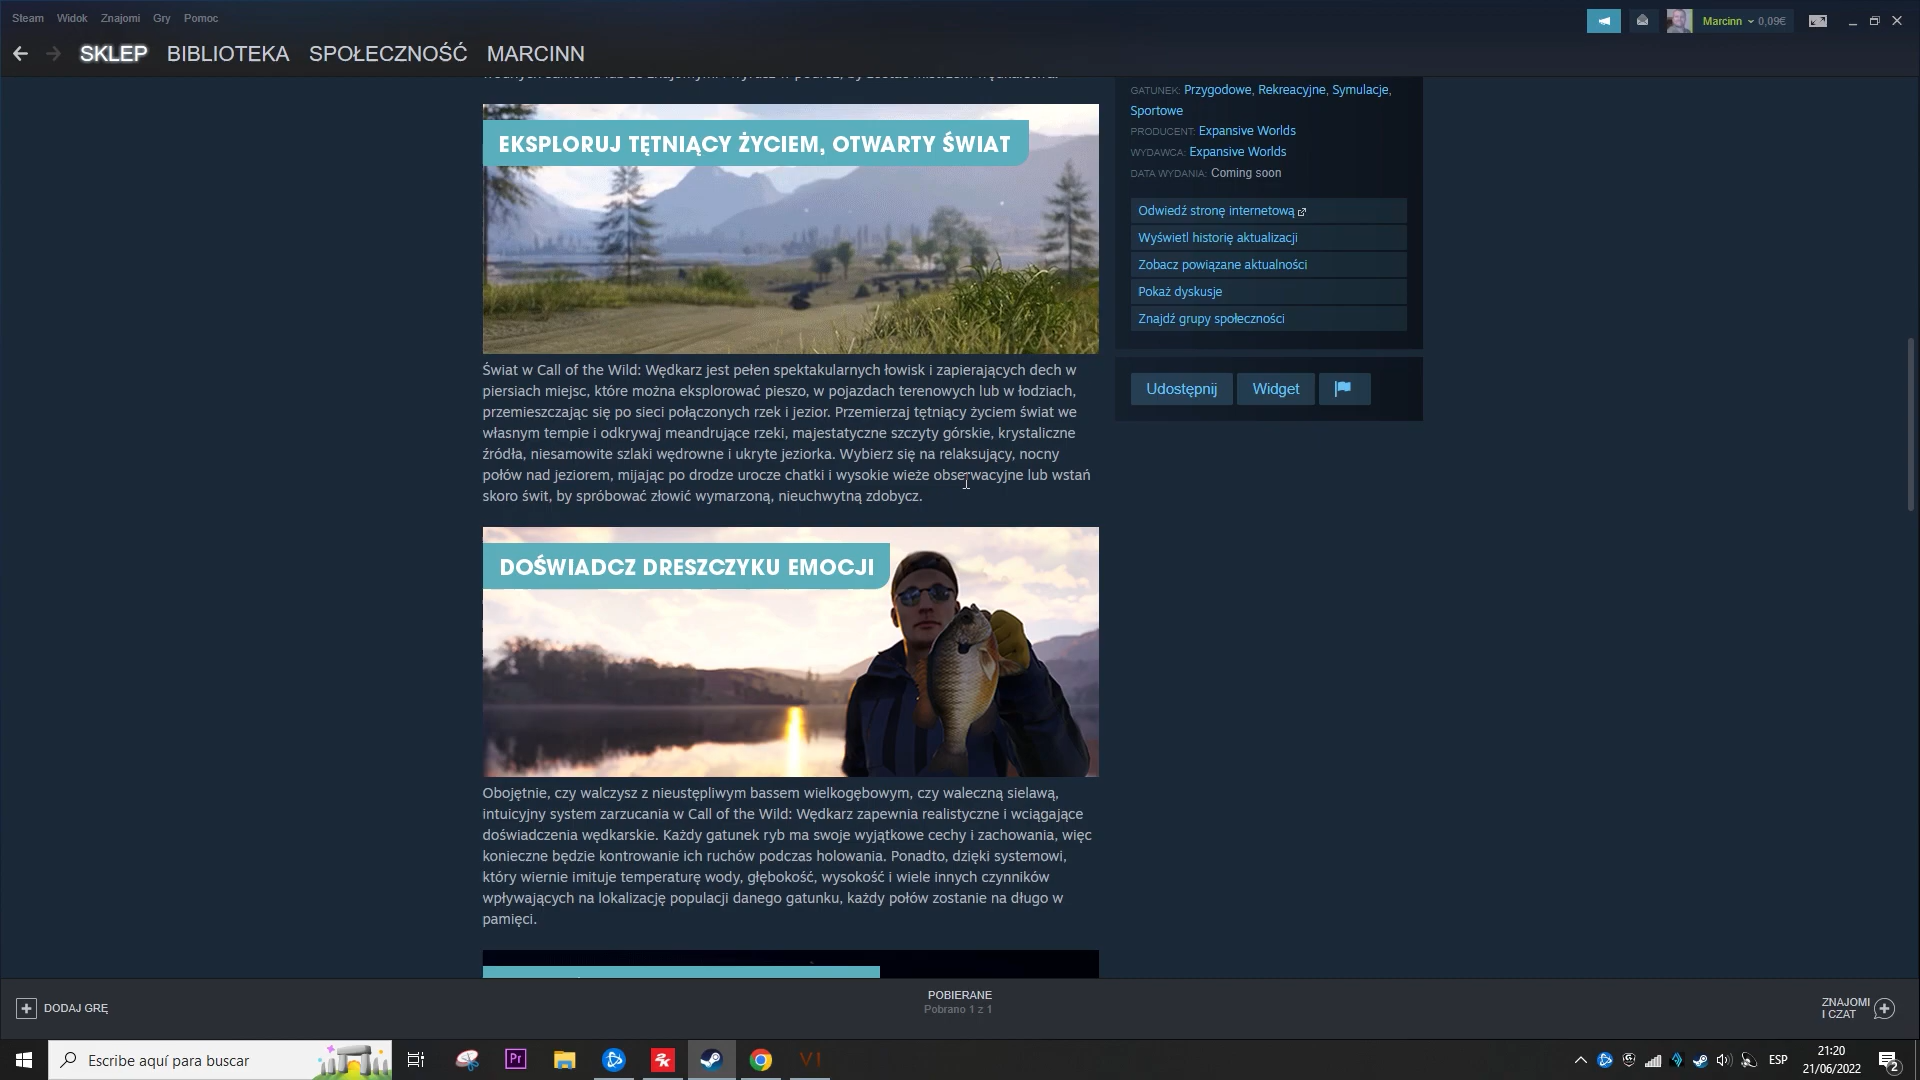 Steam Widok Znajomi Gry Pomoc
Marcinn 0,09€
SKLEP BIBLIOTEKA SPOŁECZNOŚĆ MARCINN
EKSPLORUJ TĘTNIĄCY ŻYCIEM, OTWARTY ŚWIAT
Świat w Call of the Wild: Wędkarz jest pełen spektakularnych łowisk i zapierających dech w
piersiach miejsc, które można eksplorować pieszo, w pojazdach terenowych lub w łodziach,
przemieszczając się po sieci połączonych rzek i jezior. Przemierzaj tętniący życiem świat we
własnym tempie i odkrywaj meandrujące rzeki, majestatyczne szczyty górskie, krystaliczne
źródła, niesamowite szlaki wędrowne i ukryte jeziorka. Wybierz się na relaksujący, nocny
połów nad jeziorem, mijając po drodze urocze chatki i wysokie wieże obserwacyjne lub wstań
skoro świt, by spróbować złowić wymarzoną, nieuchwytną zdobycz.
DOŚWIADCZ DRESZCZYKU EMOCJI
Obojętnie, czy walczysz z nieustępliwym bassem wielkogębowym, czy waleczną sielawą,
intuicyjny system zarzucania w Call of the Wild: Wędkarz zapewnia realistyczne i wciągające
doświadczenia wędkarskie. Każdy gatunek ryb ma swoje wyjątkowe cechy i zachowania, więc
konieczne będzie kontrowanie ich ruchów podczas holowania. Ponadto, dzięki systemowi,
który wiernie imituje temperaturę wody, głębokość, wysokość i wiele innych czynników
wpływających na lokalizację populacji danego gatunku, każdy połów zostanie na długo w
pamięci.
GATUNEK: Przygodowe, Rekreacyjne, Symulacje,
Sportowe
PRODUCENT: Expansive Worlds
WYDAWCA: Expansive Worlds
DATA WYDANIA: Coming soon
Odwiedź stronę internetową
Wyświetl historię aktualizacji
Zobacz powiązane aktualności
Pokaż dyskusje
Znajdź grupy społeczności
Udostępnij Widget
DODAJ GRĘ
POBIERANE
Pobrano 1 z 1
ZNAJOMI
I CZAT
Escribe aquí para buscar
Pr
2K
V1
ESP
21:20
21/06/2022
2